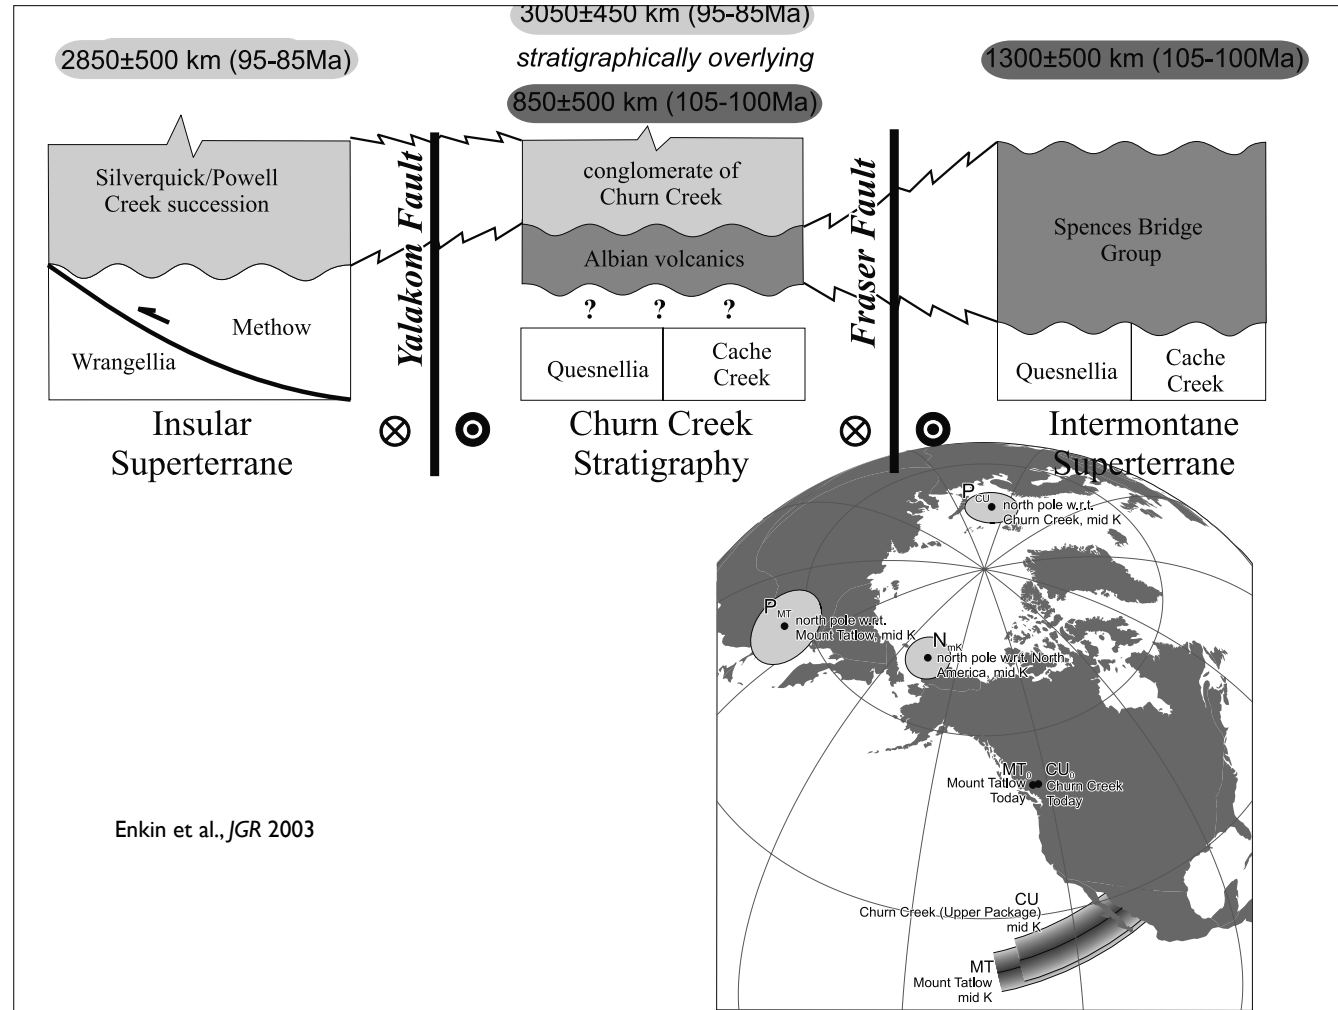 3050±450 km (95-85Ma)
2850±500 km (95-85Ma)
stratigraphically overlying
1300±500 km (105-100Ma)
850±500 km (105-100Ma)
Silverquick/Powell
Creek succession
Methow
Wrangellia
Insular
Superterrane
Yalakom Fault
conglomerate of
Churn Creek
Albian volcanics
? ? ?
Quesnellia
Cache
Creek
Churn Creek
Stratigraphy
Fraser Fault
Spences Bridge
Group
Quesnellia
Cache
Creek
Intermontane
Superterrane
PCU
north pole w.r.t.
Churn Creek, mid K
PMT
north pole w.r.t.
Mount Tatlow, mid K
NmK
north pole w.r.t. North
America, mid K
MT0
Mount Tatlow
Today
CU0
Churn Creek
Today
CU
Churn Creek (Upper Package)
mid K
MT
Mount Tatlow
mid K
Enkin et al., JGR 2003